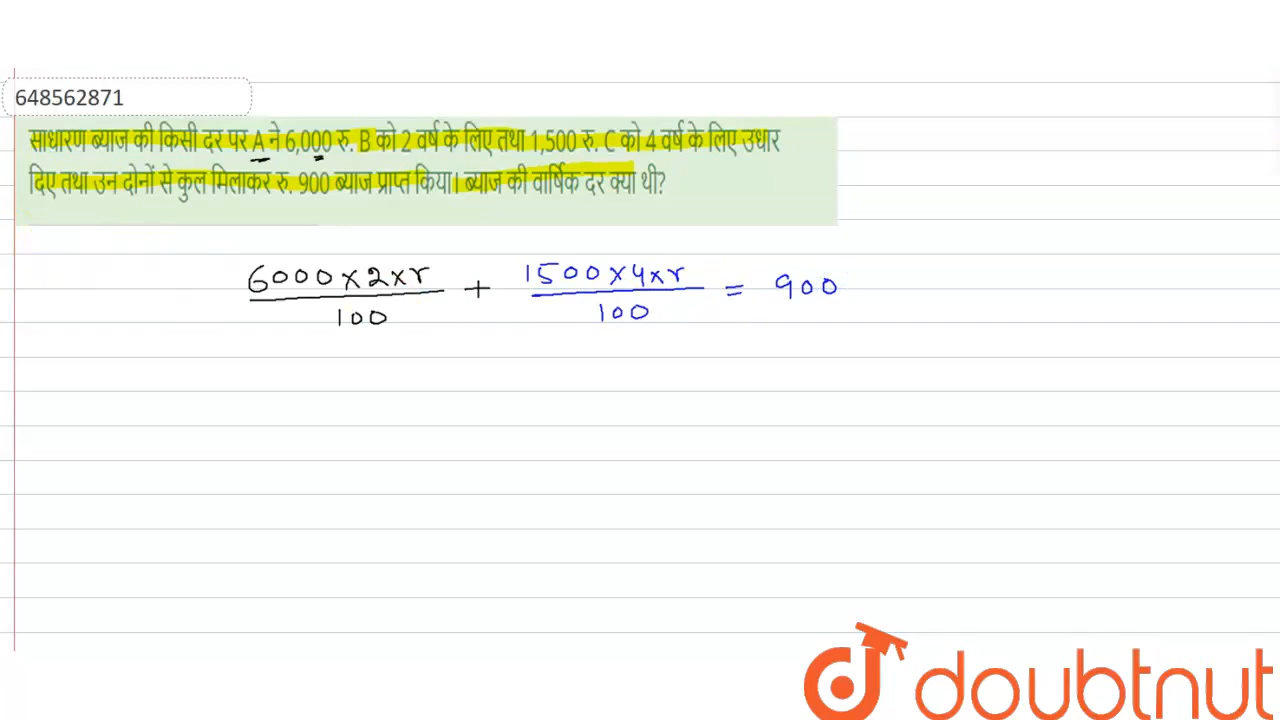 648562871
साधारण ब्याज की किसी दर पर A ने 6,000 रु. B को 2 वर्ष के लिए तथा 1,500 रु. C को 4 वर्ष के लिए उधार
दिए तथा उन दोनों से कुल मिलाकर रु. 900 ब्याज प्राप्त किया। ब्याज की वार्षिक दर क्या थी?
6000×2×r + 1500×4×r = 900
100 100
doubtnut